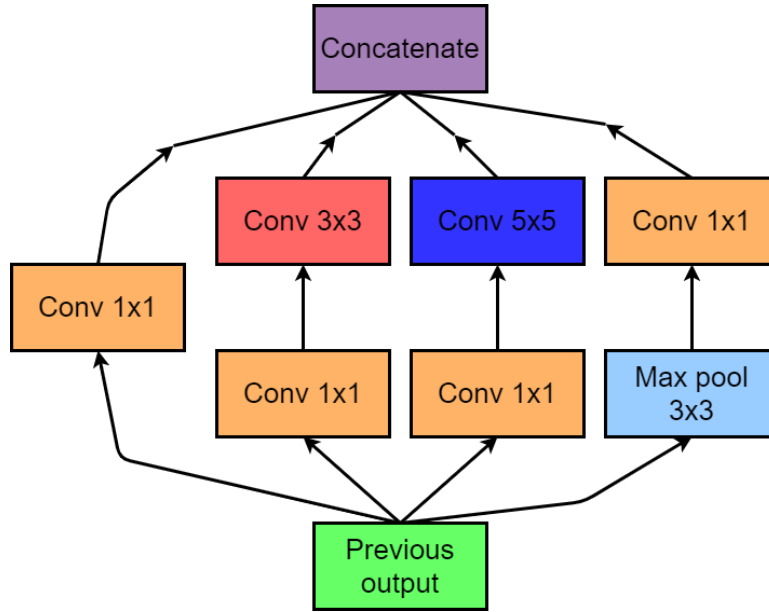 Concatenate
Conv 3x3
Conv 5x5
Conv 1x1
Conv 1x1
Conv 1x1
Conv 1x1
Max pool
3x3
Previous
output